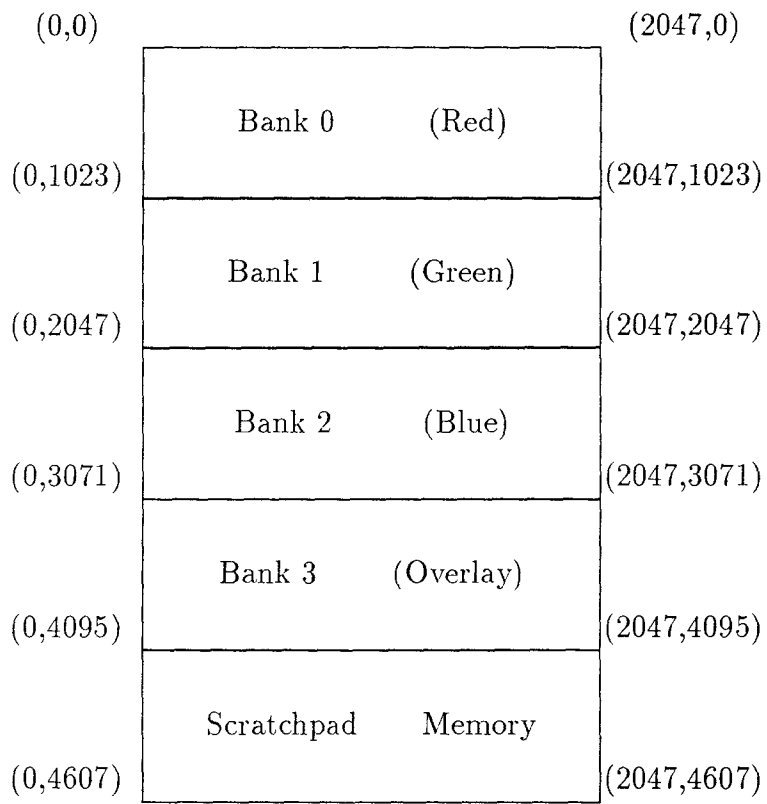 (0,0) (2047,0)
Bank 0 (Red)
(0,1023) (2047,1023)
Bank 1 (Green)
(0,2047) (2047,2047)
Bank 2 (Blue)
(0,3071) (2047,3071)
Bank 3 (Overlay)
(0,4095) (2047,4095)
Scratchpad Memory
(0,4607) (2047,4607)